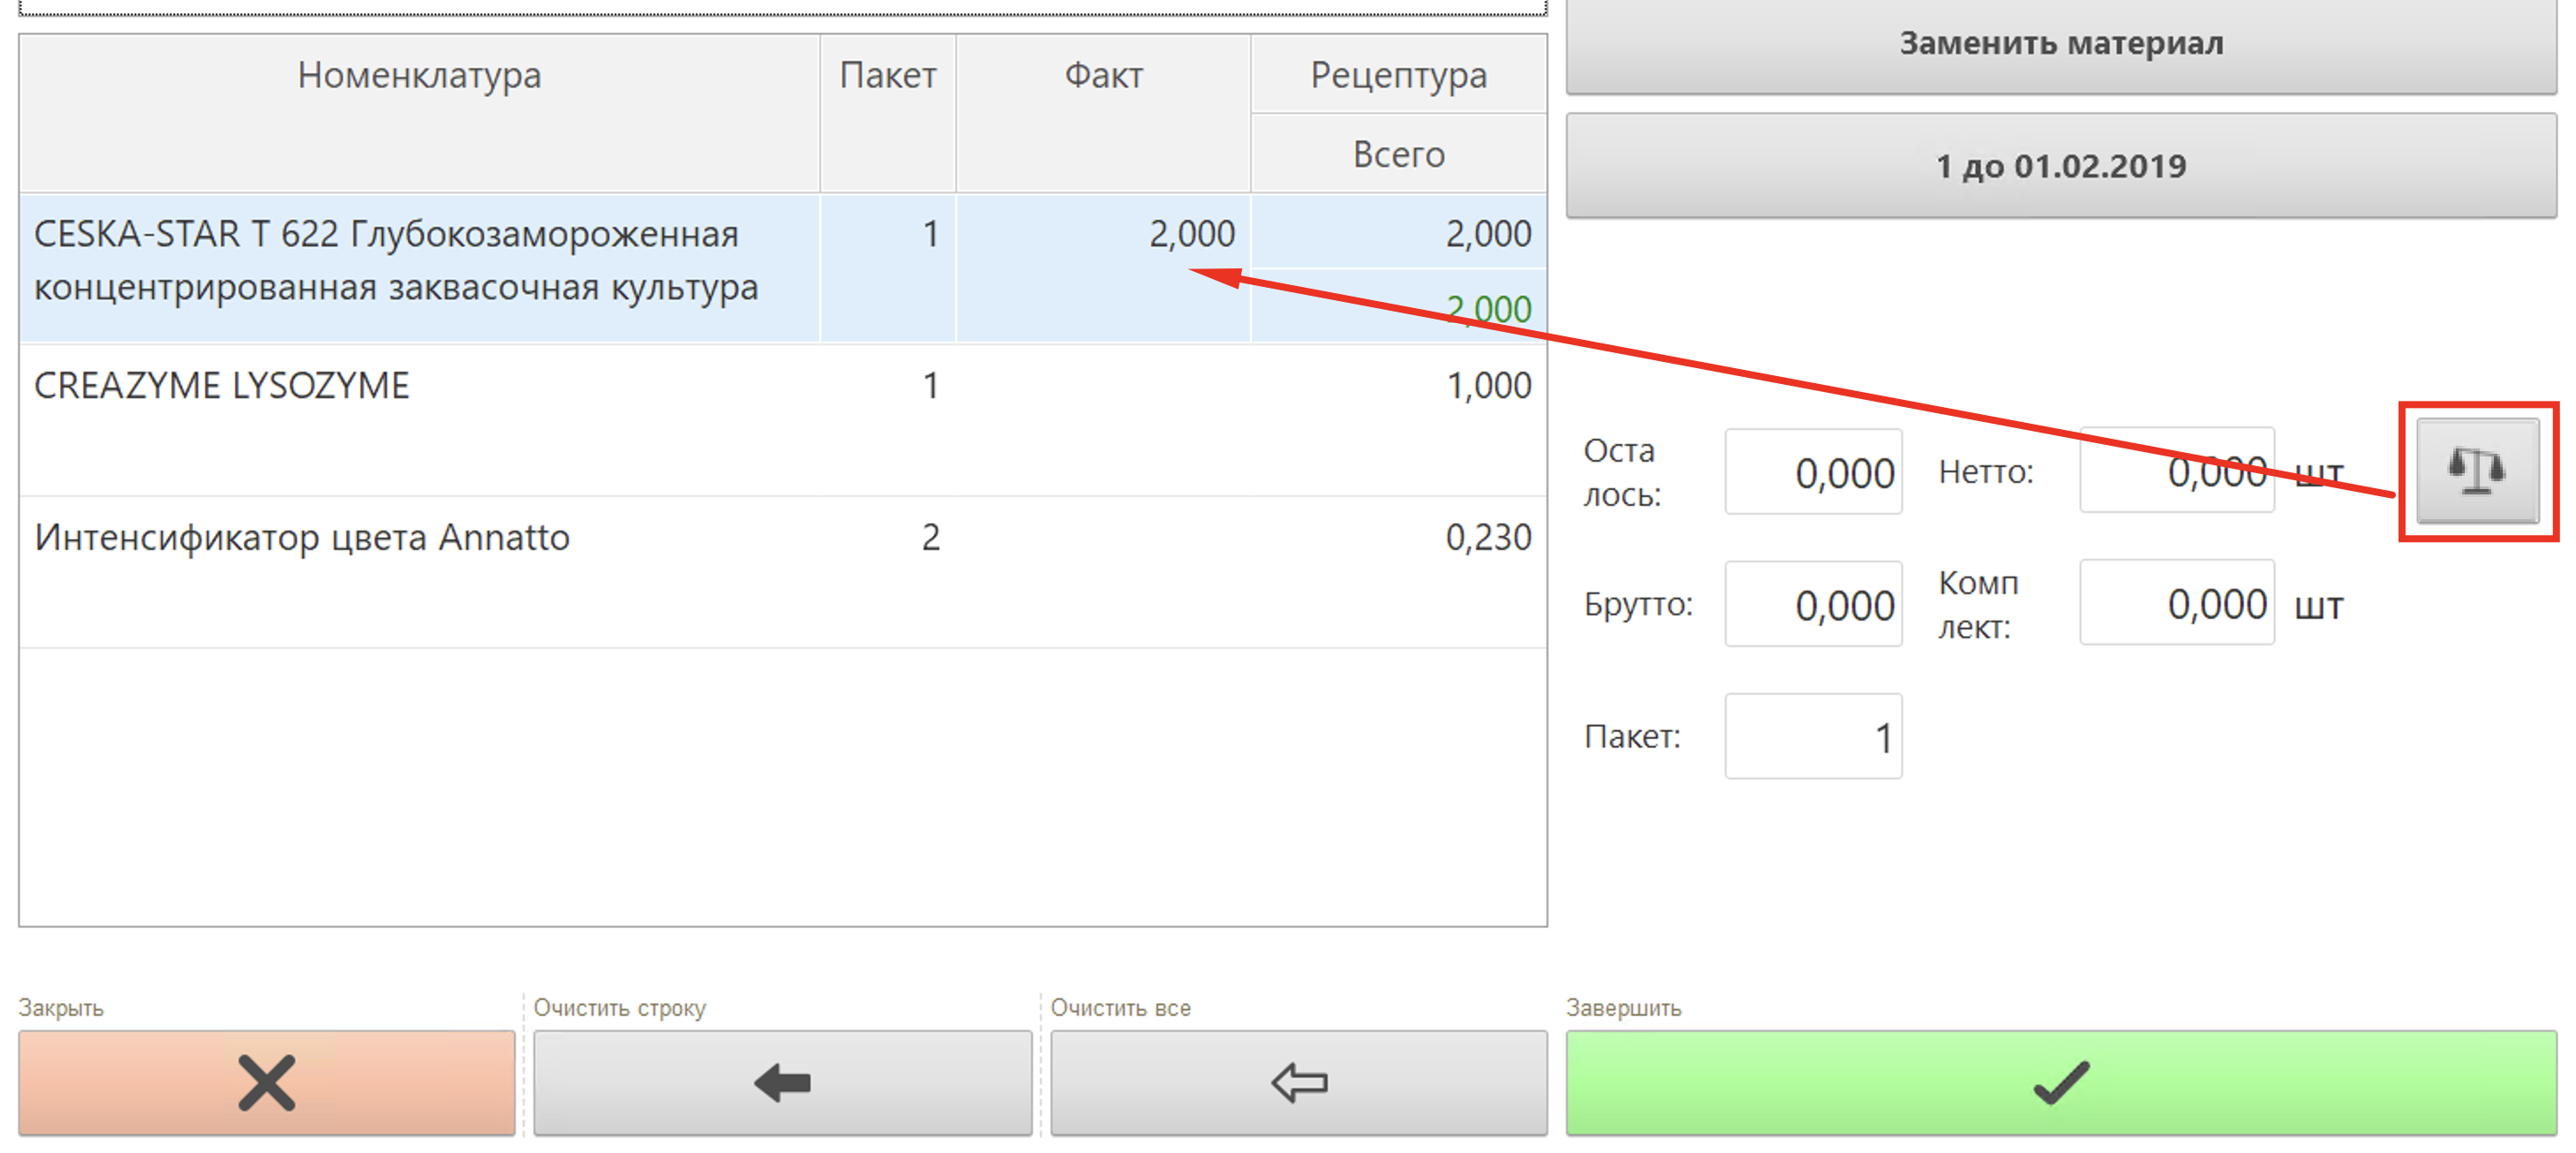 Номенклатура Пакет Факт Рецептура
Всего
CESKA-STAR T 622 Глубокозамороженная 1 2,000 2,000
концентрированная заквасочная культура 2,000
CREAZYME LYSOZYME 1 1,000
Интенсификатор цвета Annatto 2 0,230
Заменить материал
1 до 01.02.2019
Оста
лось: 0,000 Нетто: 0,000 шт
Брутто: 0,000 Комп
лект: 0,000 шт
Пакет: 1
Закрыть Очистить строку Очистить все Завершить